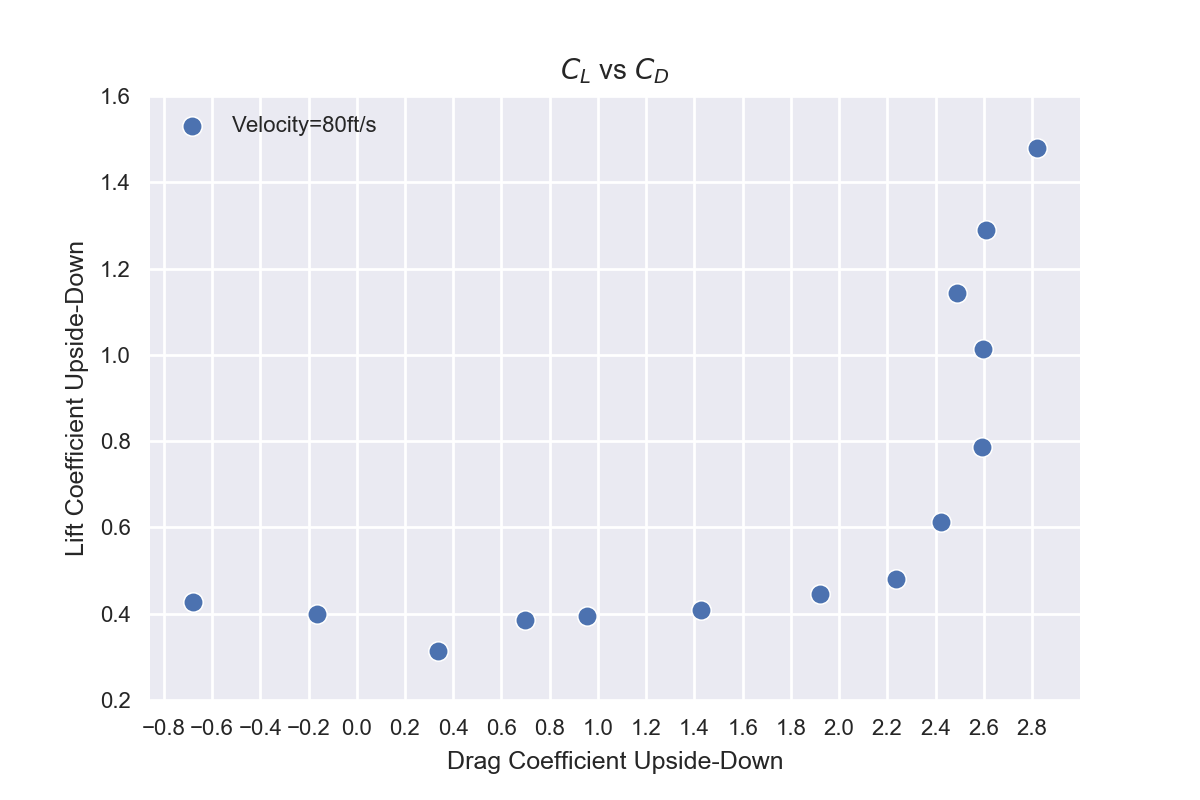 C_L vs C_D
1.6
Velocity=80ft/s
1.4
1.2
1.0
0.8
0.6
0.4
0.2
Lift Coefficient Upside-Down
−0.8 −0.6 −0.4 −0.2 0.0 0.2 0.4 0.6 0.8 1.0 1.2 1.4 1.6 1.8 2.0 2.2 2.4 2.6 2.8
Drag Coefficient Upside-Down